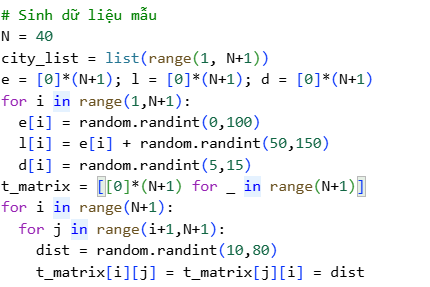 # Sinh dữ liệu mẫu
N = 40
city_list = list(range(1, N+1))
e = [0]*(N+1); l = [0]*(N+1); d = [0]*(N+1)
for i in range(1,N+1):
  e[i] = random.randint(0,100)
  l[i] = e[i] + random.randint(50,150)
  d[i] = random.randint(5,15)
t_matrix = [[0]*(N+1) for _ in range(N+1)]
for i in range(N+1):
  for j in range(i+1,N+1):
    dist = random.randint(10,80)
    t_matrix[i][j] = t_matrix[j][i] = dist